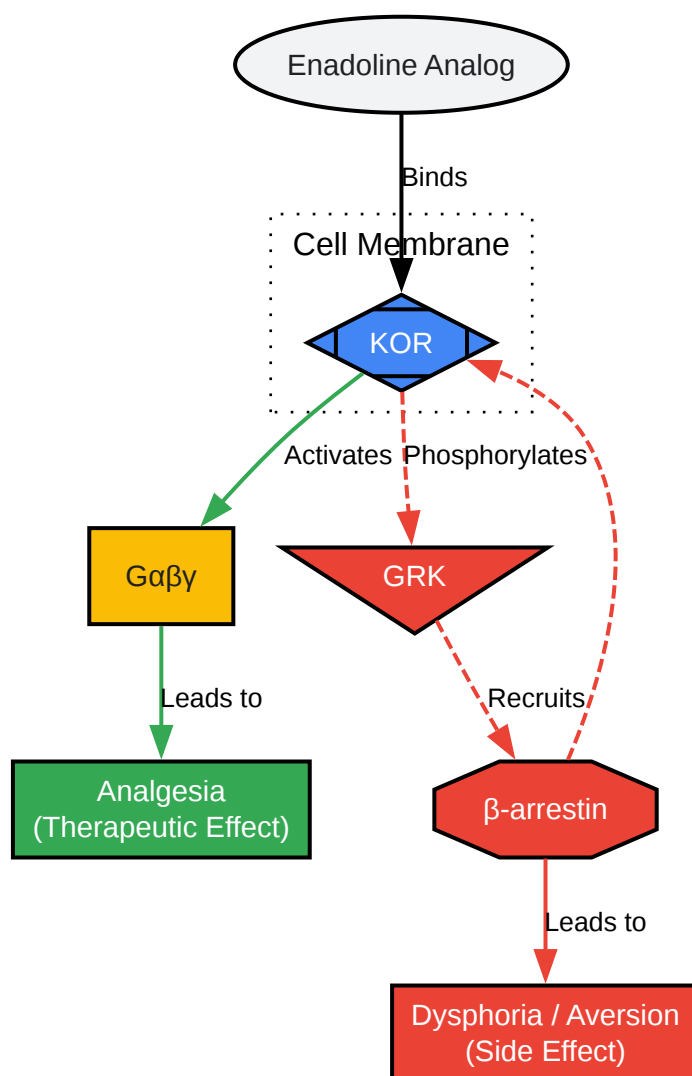 Enadoline Analog
Binds
Cell Membrane
KOR
Activates
Phosphorylates
Gαβγ
GRK
Leads to
Recruits
Analgesia
(Therapeutic Effect)
β-arrestin
Leads to
Dysphoria / Aversion
(Side Effect)